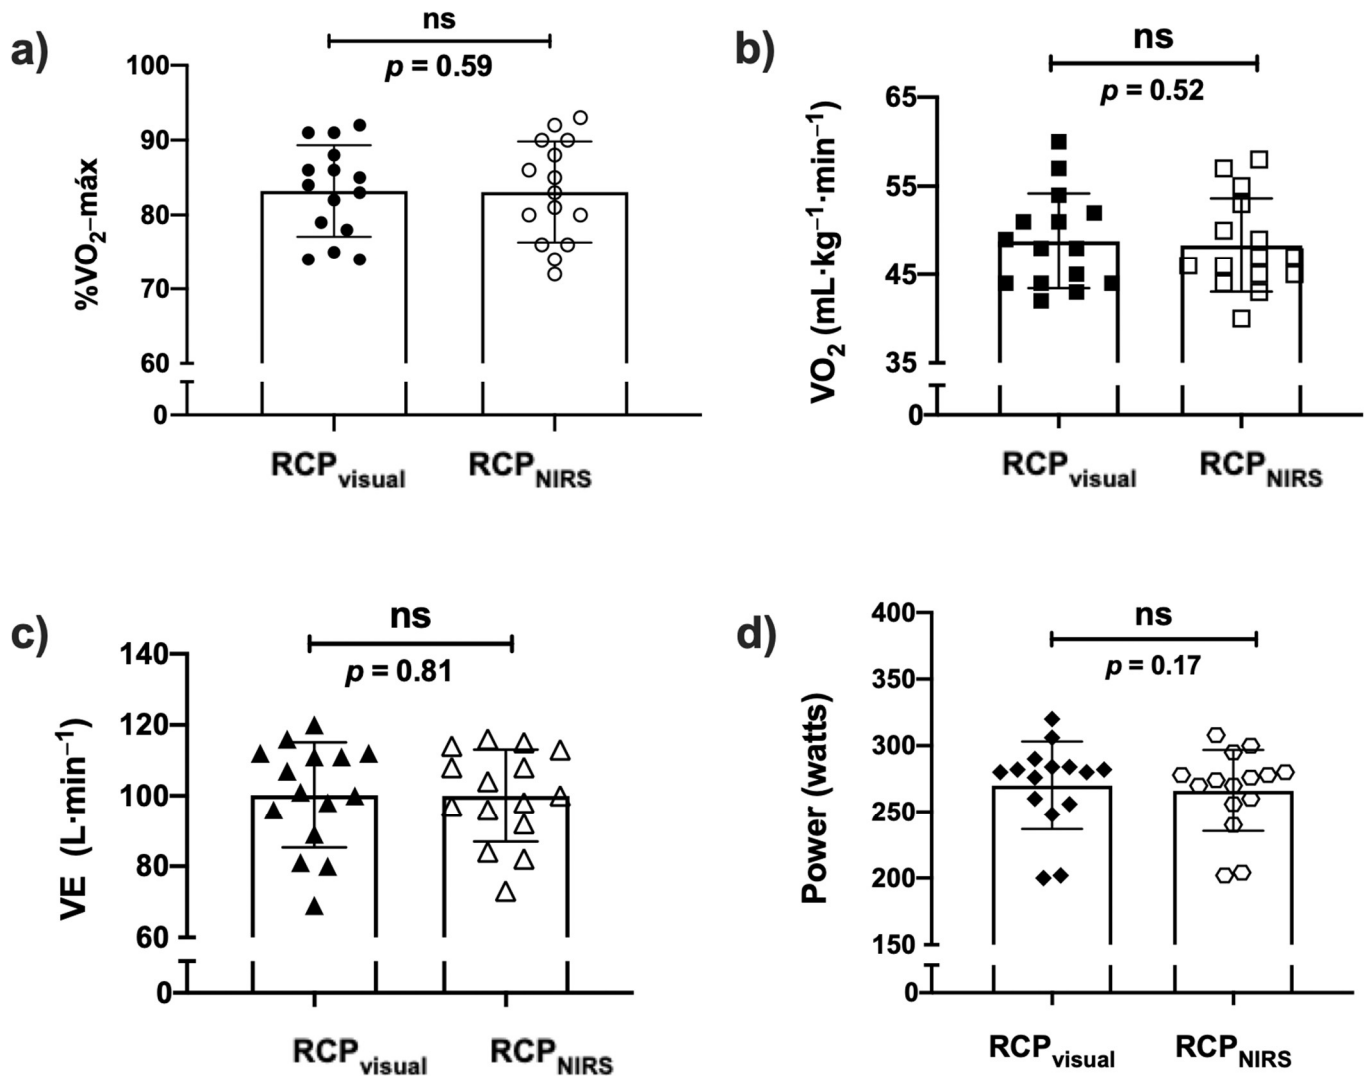 a)
ns
p = 0.59
%VO2–máx
100
90
80
70
60
0
RCPvisual
RCPNIRS
b)
ns
p = 0.52
VO2 (mL·kg−1·min−1)
65
55
45
35
0
RCPvisual
RCPNIRS
c)
ns
p = 0.81
VE (L·min−1)
140
120
100
80
60
0
RCPvisual
RCPNIRS
d)
ns
p = 0.17
Power (watts)
400
350
300
250
200
150
0
RCPvisual
RCPNIRS